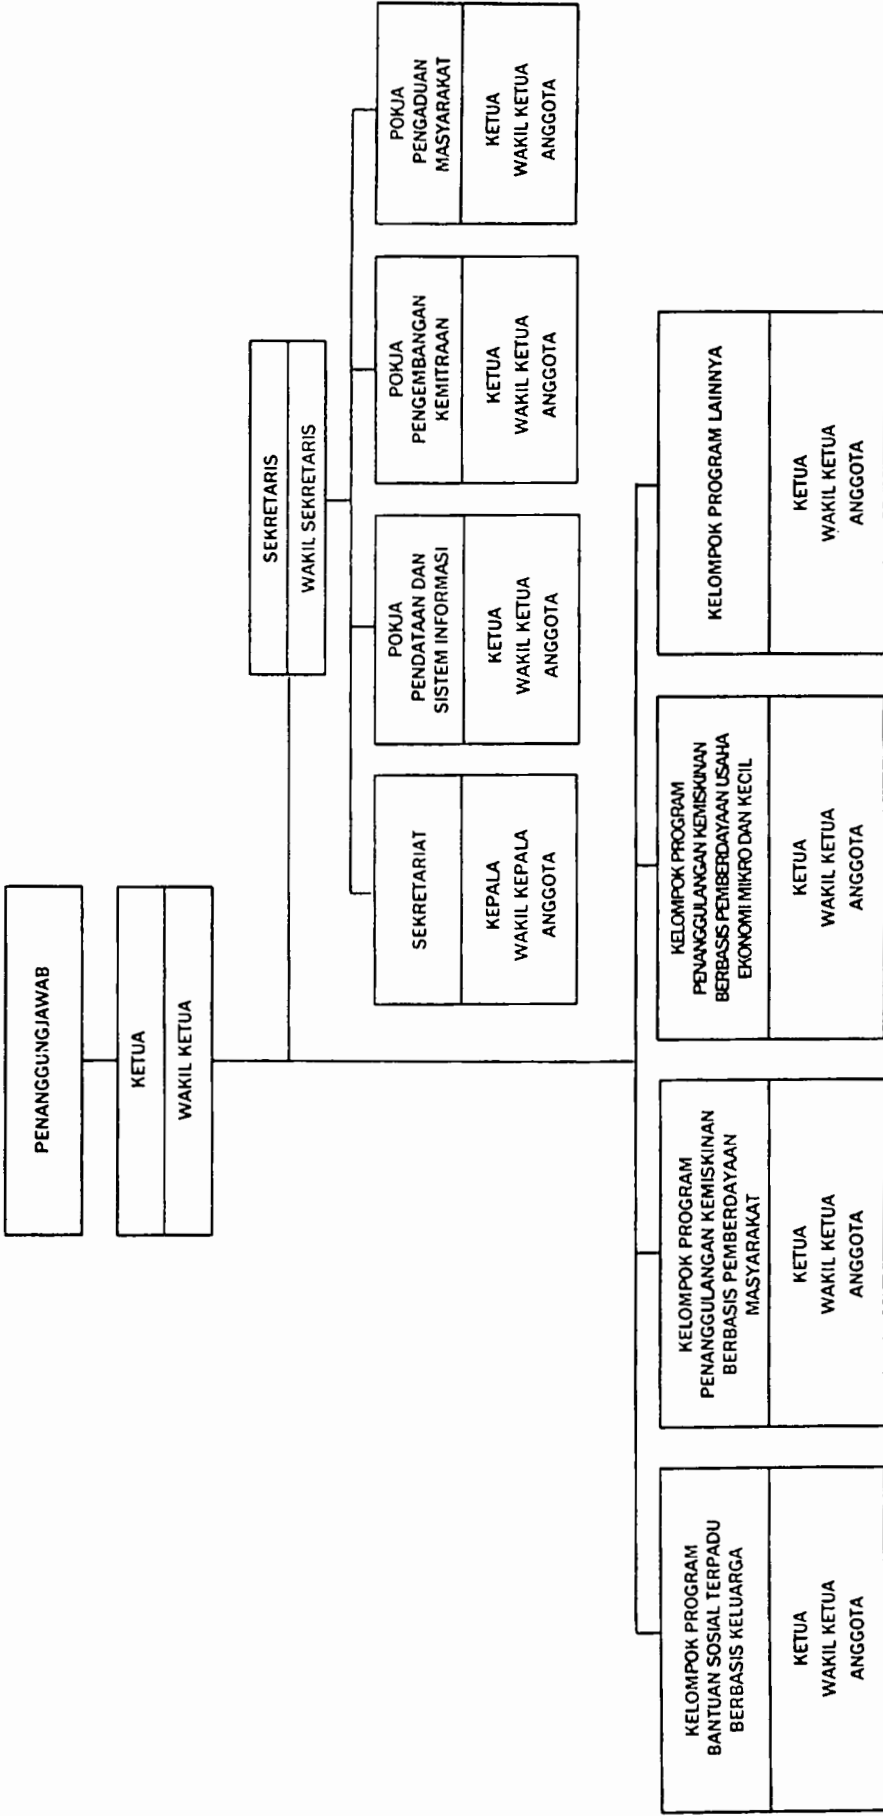 PENANGGUNGJAWAB
KETUA
WAKIL KETUA
SEKRETARIS
WAKIL SEKRETARIS
SEKRETARIAT
KEPALA
WAKIL KEPALA
ANGGOTA
POKJA
PENDATAAN DAN
SISTEM INFORMASI
KETUA
WAKIL KETUA
ANGGOTA
POKJA
PENGEMBANGAN
KEMITRAAN
KETUA
WAKIL KETUA
ANGGOTA
POKJA
PENGADUAN
MASYARAKAT
KETUA
WAKIL KETUA
ANGGOTA
KELOMPOK PROGRAM
BANTUAN SOSIAL TERPADU
BERBASIS KELUARGA
KETUA
WAKIL KETUA
ANGGOTA
KELOMPOK PROGRAM
PENANGGULANGAN KEMISKINAN
BERBASIS PEMBERDAYAAN
MASYARAKAT
KETUA
WAKIL KETUA
ANGGOTA
KELOMPOK PROGRAM
PENANGGULANGAN KEMISKINAN
BERBASIS PEMBERDAYAAN USAHA
EKONOMI MIKRO DAN KECIL
KETUA
WAKIL KETUA
ANGGOTA
KELOMPOK PROGRAM LAINNYA
KETUA
WAKIL KETUA
ANGGOTA